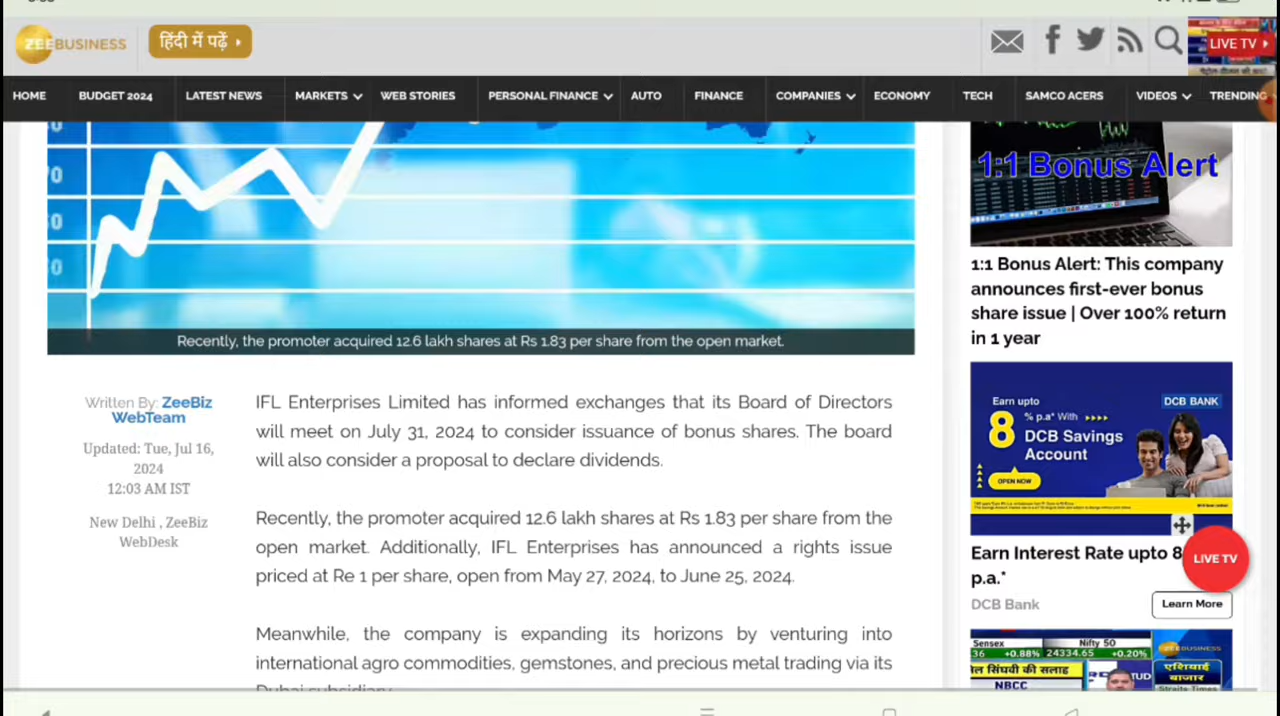 ZEEBUSINESS
हिंदी में पढ़ें
LIVE TV
HOME BUDGET 2024 LATEST NEWS MARKETS WEB STORIES PERSONAL FINANCE AUTO FINANCE COMPANIES ECONOMY TECH SAMCO ACERS VIDEOS TRENDING
Recently, the promoter acquired 12.6 lakh shares at Rs 1.83 per share from the open market.
Written By: ZeeBiz
WebTeam
Updated: Tue, Jul 16,
2024
12:03 AM IST
New Delhi , ZeeBiz
WebDesk
IFL Enterprises Limited has informed exchanges that its Board of Directors
will meet on July 31, 2024 to consider issuance of bonus shares. The board
will also consider a proposal to declare dividends.
Recently, the promoter acquired 12.6 lakh shares at Rs 1.83 per share from the
open market. Additionally, IFL Enterprises has announced a rights issue
priced at Re 1 per share, open from May 27, 2024, to June 25, 2024.
Meanwhile, the company is expanding its horizons by venturing into
international agro commodities, gemstones, and precious metal trading via its
Dubai subsidiary
1:1 Bonus Alert
1:1 Bonus Alert: This company
announces first-ever bonus
share issue | Over 100% return
in 1 year
DCB BANK
Earn upto
8 % p.a* With
DCB Savings
Account
OPEN NOW
Earn Interest Rate upto 8
p.a.*
LIVE TV
DCB Bank
Learn More
Sensex Nifty 50
36 +0.88% 24334.65 +0.20%
ZEEBUSINESS
सिंघवी की सलाह
NBCC
एशियाई
बाजार
Straits Times